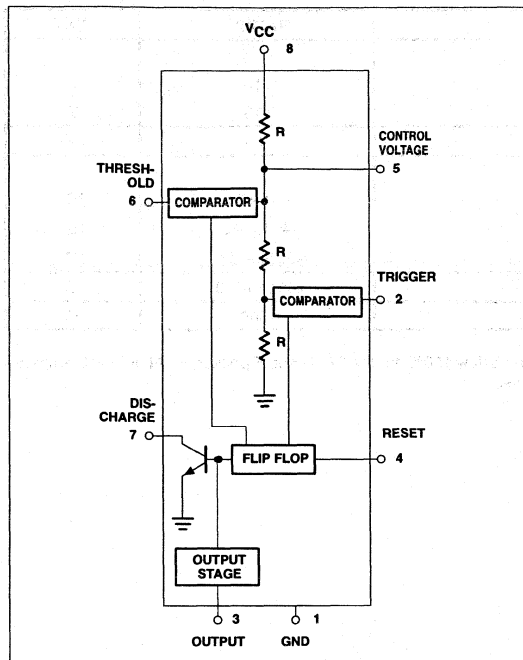 VCC
8
R
CONTROL
VOLTAGE
5
THRESH-
OLD
6
COMPARATOR
R
TRIGGER
COMPARATOR
2
R
DIS-
CHARGE
7
RESET
FLIP FLOP
4
OUTPUT
STAGE
3
1
OUTPUT
GND